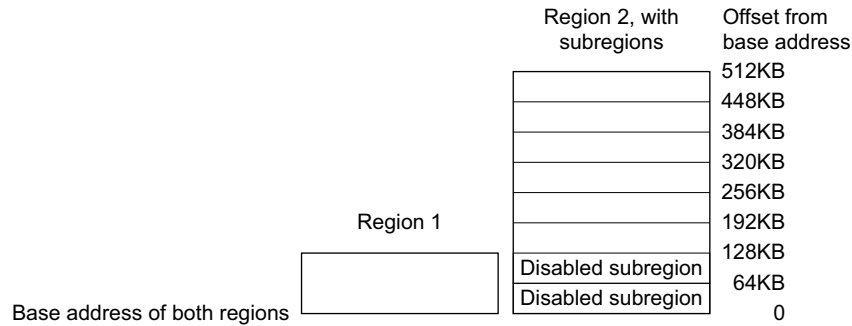 Region 2, with
subregions
Offset from
base address
512KB
448KB
384KB
320KB
256KB
192KB
Region 1
128KB
Disabled subregion
64KB
Disabled subregion
Base address of both regions
0